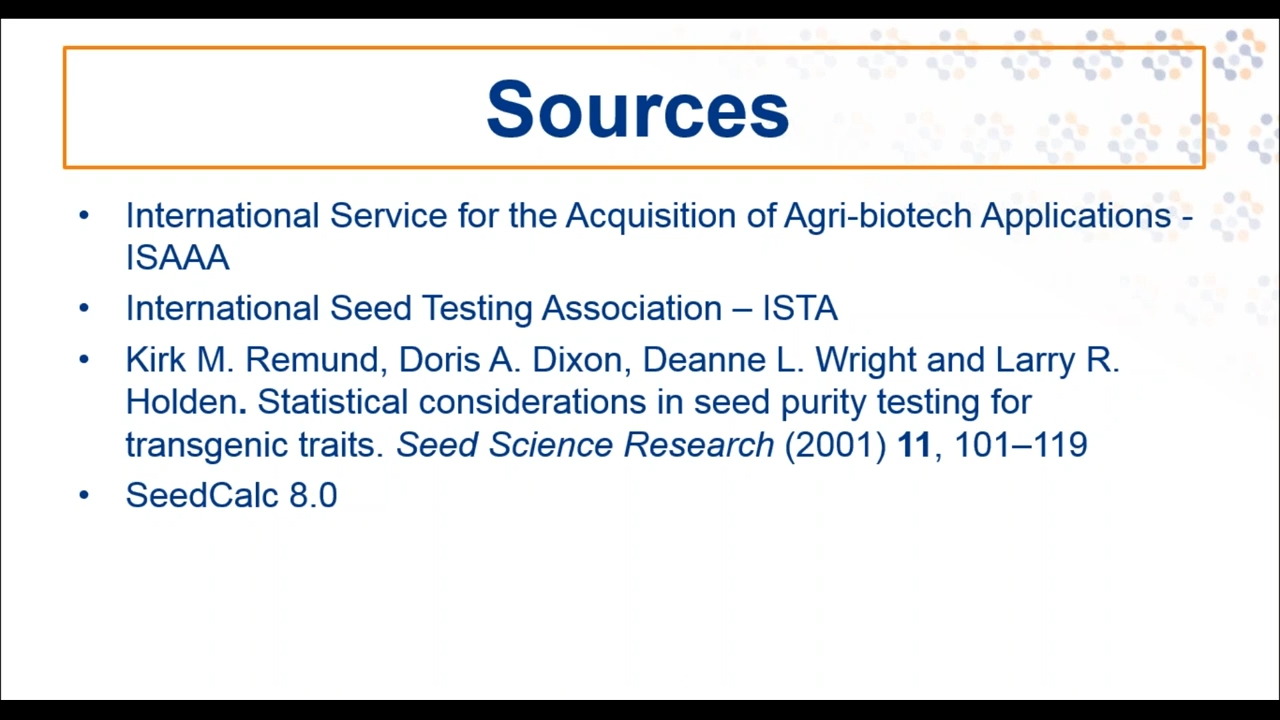 Sources
• International Service for the Acquisition of Agri-biotech Applications -
ISAAA
• International Seed Testing Association – ISTA
• Kirk M. Remund, Doris A. Dixon, Deanne L. Wright and Larry R.
Holden. Statistical considerations in seed purity testing for
transgenic traits. Seed Science Research (2001) 11, 101–119
• SeedCalc 8.0